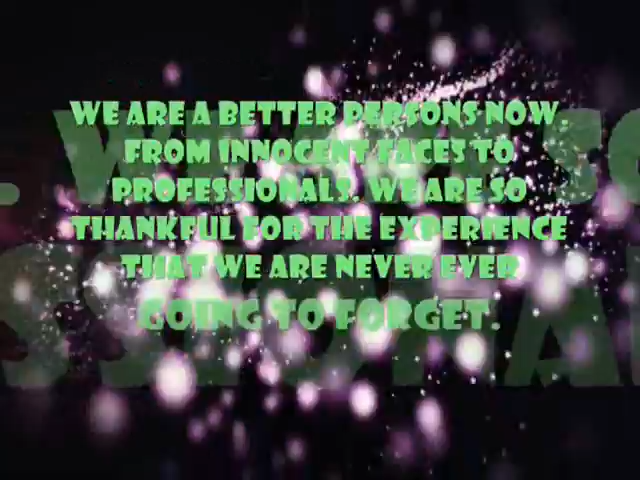 WE ARE A BETTER PERSONS NOW.
FROM INNOCENT FACES TO
PROFESSIONALS. WE ARE SO
THANKFUL FOR THE EXPERIENCE
THAT WE ARE NEVER EVER
GOING TO FORGET.